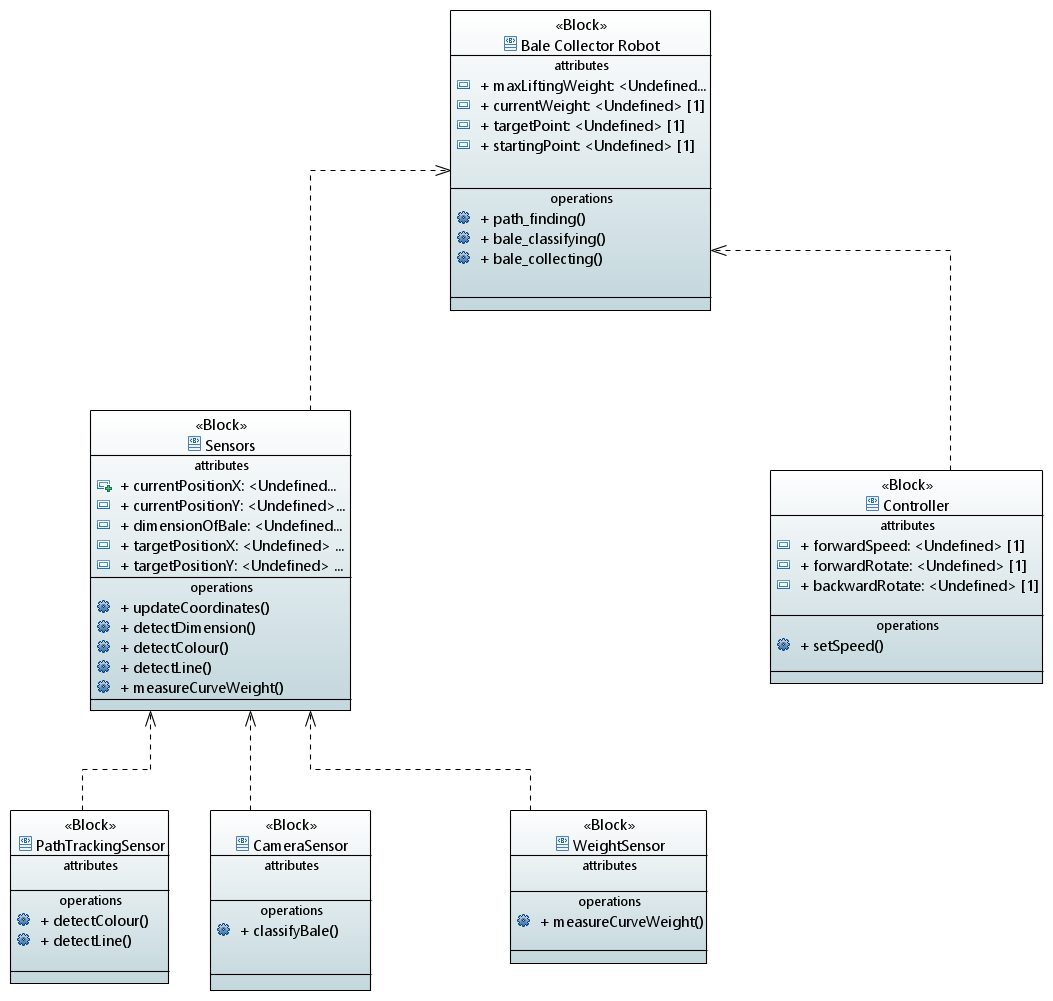 «Block»
Bale Collector Robot
attributes
+ maxLiftingWeight: <Undefined...
+ currentWeight: <Undefined> [1]
+ targetPoint: <Undefined> [1]
+ startingPoint: <Undefined> [1]
operations
+ path_finding()
+ bale_classifying()
+ bale_collecting()
«Block»
Sensors
attributes
+ currentPositionX: <Undefined...
+ currentPositionY: <Undefined>...
+ dimensionOfBale: <Undefined...
+ targetPositionX: <Undefined> ...
+ targetPositionY: <Undefined> ...
operations
+ updateCoordinates()
+ detectDimension()
+ detectColour()
+ detectLine()
+ measureCurveWeight()
«Block»
Controller
attributes
+ forwardSpeed: <Undefined> [1]
+ forwardRotate: <Undefined> [1]
+ backwardRotate: <Undefined> [1]
operations
+ setSpeed()
«Block»
PathTrackingSensor
attributes
operations
+ detectColour()
+ detectLine()
«Block»
CameraSensor
attributes
operations
+ classifyBale()
«Block»
WeightSensor
attributes
operations
+ measureCurveWeight()